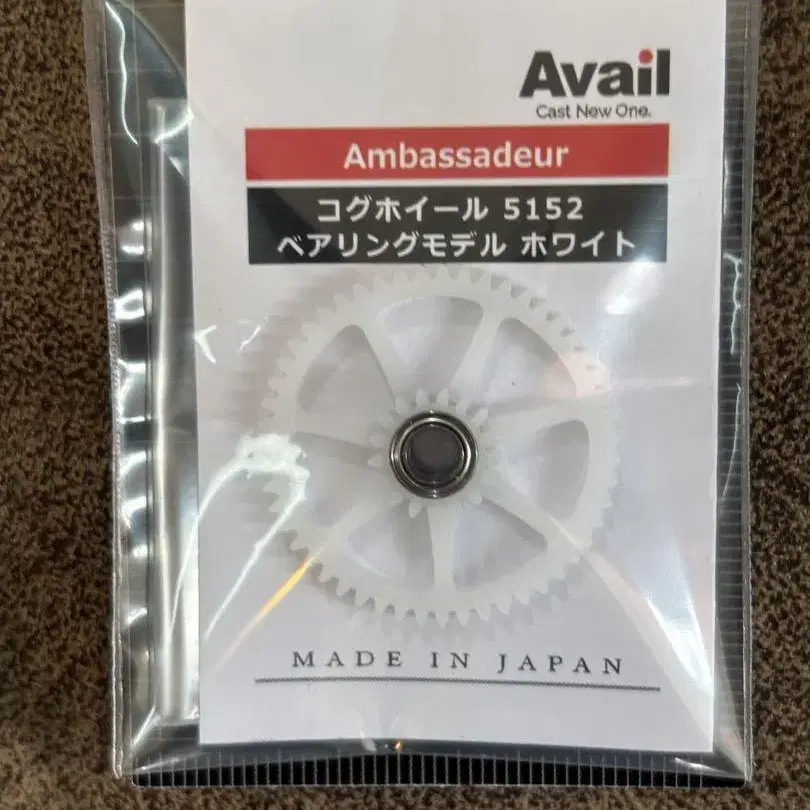 Avail
Cast New One.
Ambassadeur
コグホイール 5152
ベアリングモデル ホワイト
MADE IN JAPAN